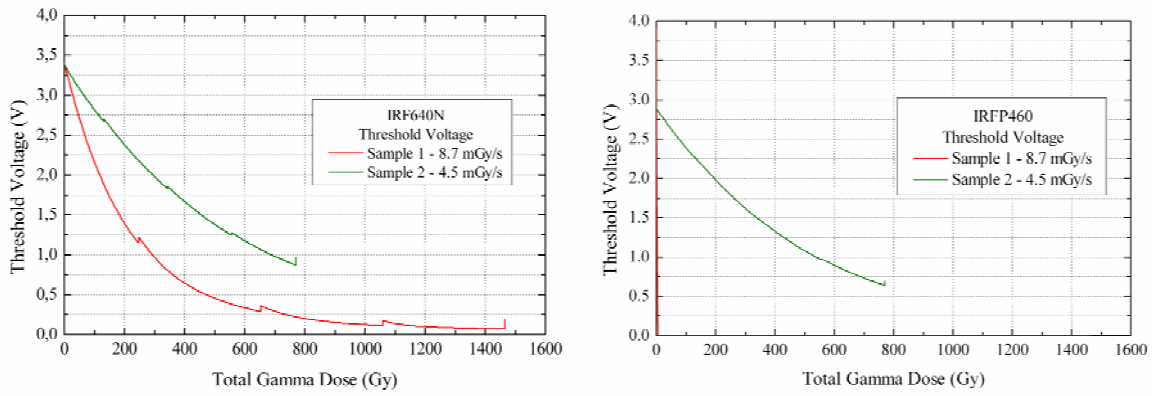 4,0
3,5
3,0
2,5
2,0
1,5
1,0
0,5
0,0
Threshold Voltage (V)
IRF640N
Threshold Voltage
Sample 1 - 8.7 mGy/s
Sample 2 - 4.5 mGy/s
0 200 400 600 800 1000 1200 1400 1600
Total Gamma Dose (Gy)
4.0
3.5
3.0
2.5
2.0
1.5
1.0
0.5
0.0
Threshold Voltage (V)
IRFP460
Threshold Voltage
Sample 1 - 8.7 mGy/s
Sample 2 - 4.5 mGy/s
0 200 400 600 800 1000 1200 1400 1600
Total Gamma Dose (Gy)